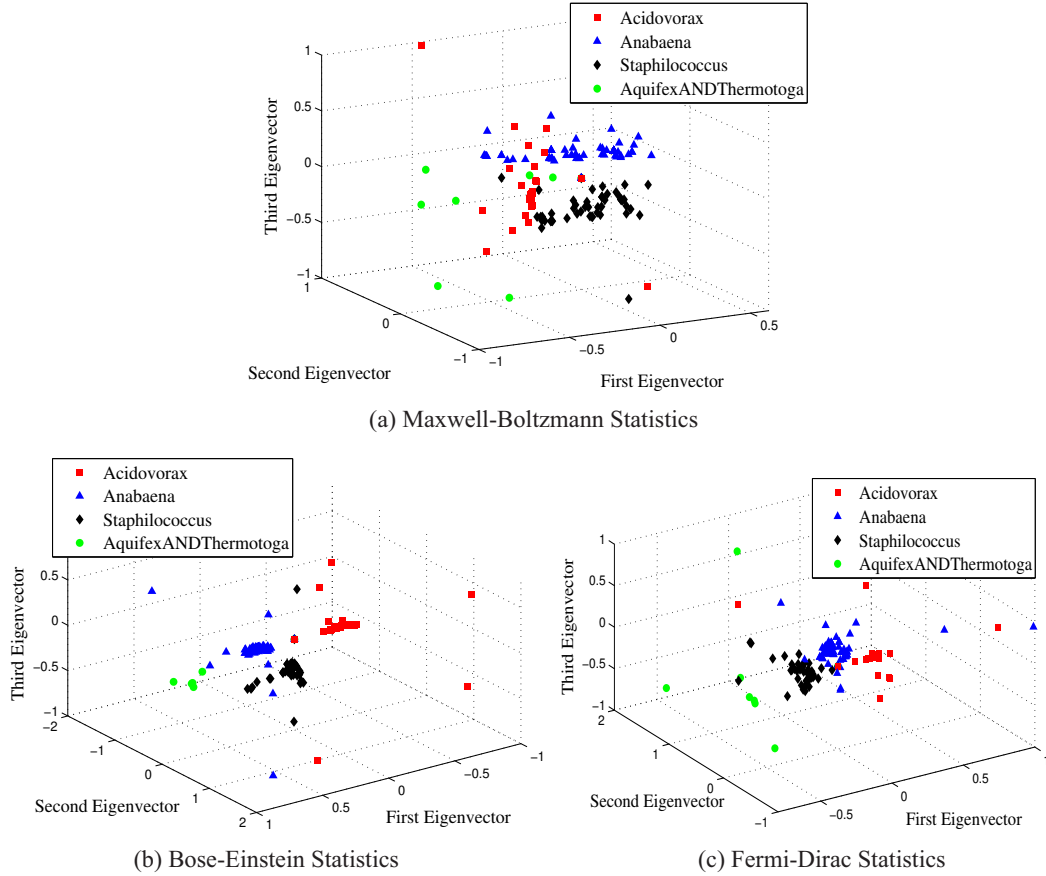 Acidovorax
Anabaena
Staphilococcus
AquifexANDThermotoga
1
0.5
0
−0.5
−1
Third Eigenvector
1
0
−1
Second Eigenvector
−1
−0.5
0
0.5
First Eigenvector
(a) Maxwell-Boltzmann Statistics
Acidovorax
Anabaena
Staphilococcus
AquifexANDThermotoga
0.5
0
−0.5
−1
Third Eigenvector
−2
−1
0
1
2
Second Eigenvector
1
0.5
0
−0.5
−1
First Eigenvector
(b) Bose-Einstein Statistics
Acidovorax
Anabaena
Staphilococcus
AquifexANDThermotoga
1
0.5
0
−0.5
−1
Third Eigenvector
2
1
0
−1
Second Eigenvector
−0.5
0
0.5
First Eigenvector
(c) Fermi-Dirac Statistics